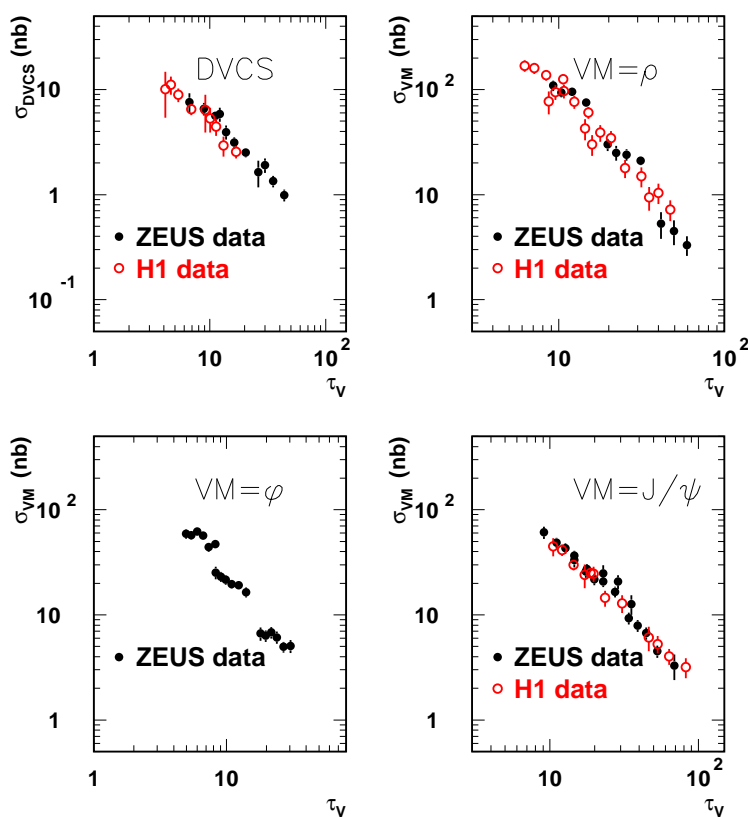 σDVCS (nb)
DVCS
10
1
10⁻¹
ZEUS data
H1 data
1 10 10²
τV
σVM (nb)
VM=ρ
10²
10
1
ZEUS data
H1 data
10 10²
τV
σVM (nb)
VM=φ
10²
10
1
ZEUS data
1 10
τV
σVM (nb)
VM=J/ψ
10²
10
1
ZEUS data
H1 data
10 10²
τV